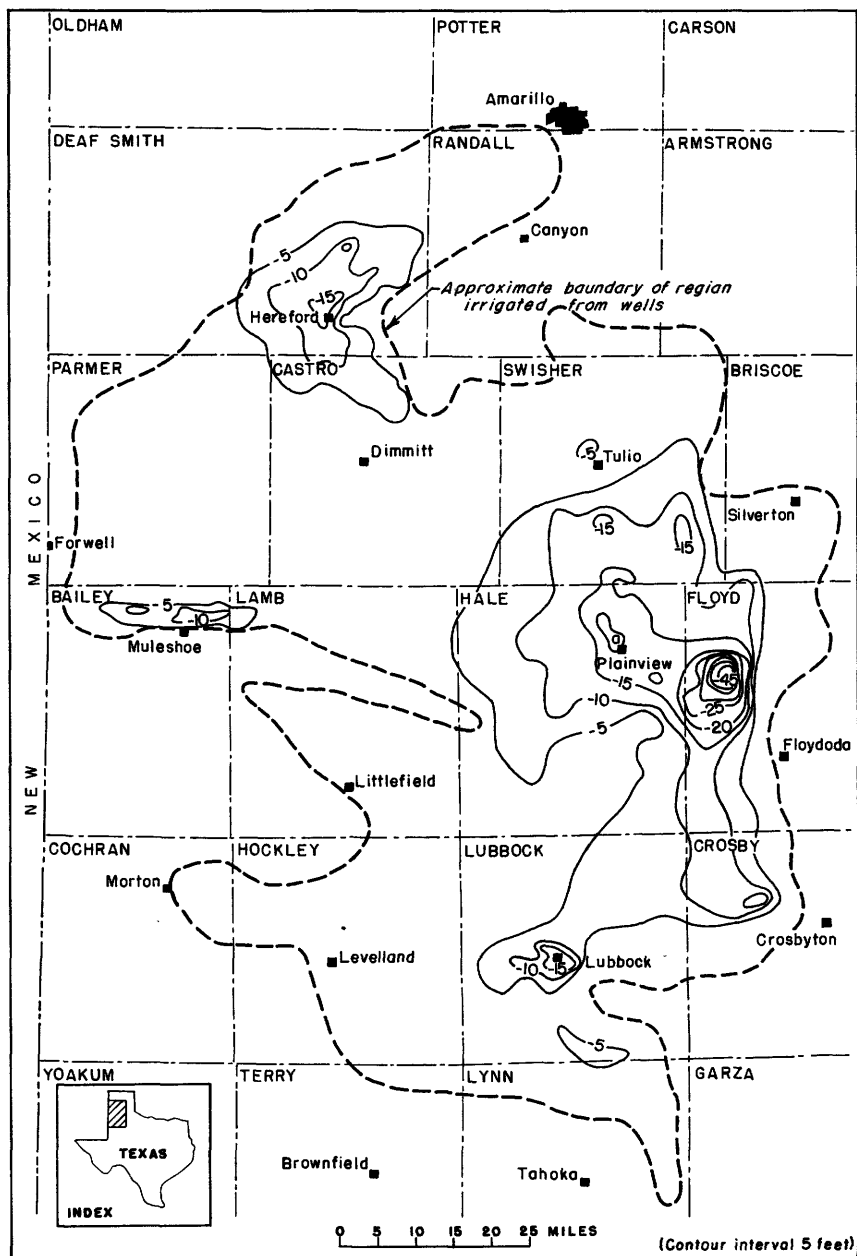 OLDHAM
POTTER
CARSON
Amarillo
DEAF SMITH
RANDALL
ARMSTRONG
Canyon
-5
-10
-15
Hereford
Approximate boundary of region
irrigated from wells
PARMER
CASTRO
SWISHER
BRISCOE
Dimmitt
-5
Tulio
Silverton
-15
-15
NEW MEXICO
Forwell
BAILEY
LAMB
HALE
FLOYD
-5
-10
Muleshoe
a
Plainview
-15
-45
-10
-25
-5
-20
Floydoda
Littlefield
COCHRAN
HOCKLEY
LUBBOCK
CROSBY
Morton
Crosbyton
Levelland
-10
-15
Lubbock
-5
YOAKUM
TERRY
LYNN
GARZA
TEXAS
INDEX
Brownfield
Tahoka
0 5 10 15 20 25 MILES
(Contour interval 5 feet)